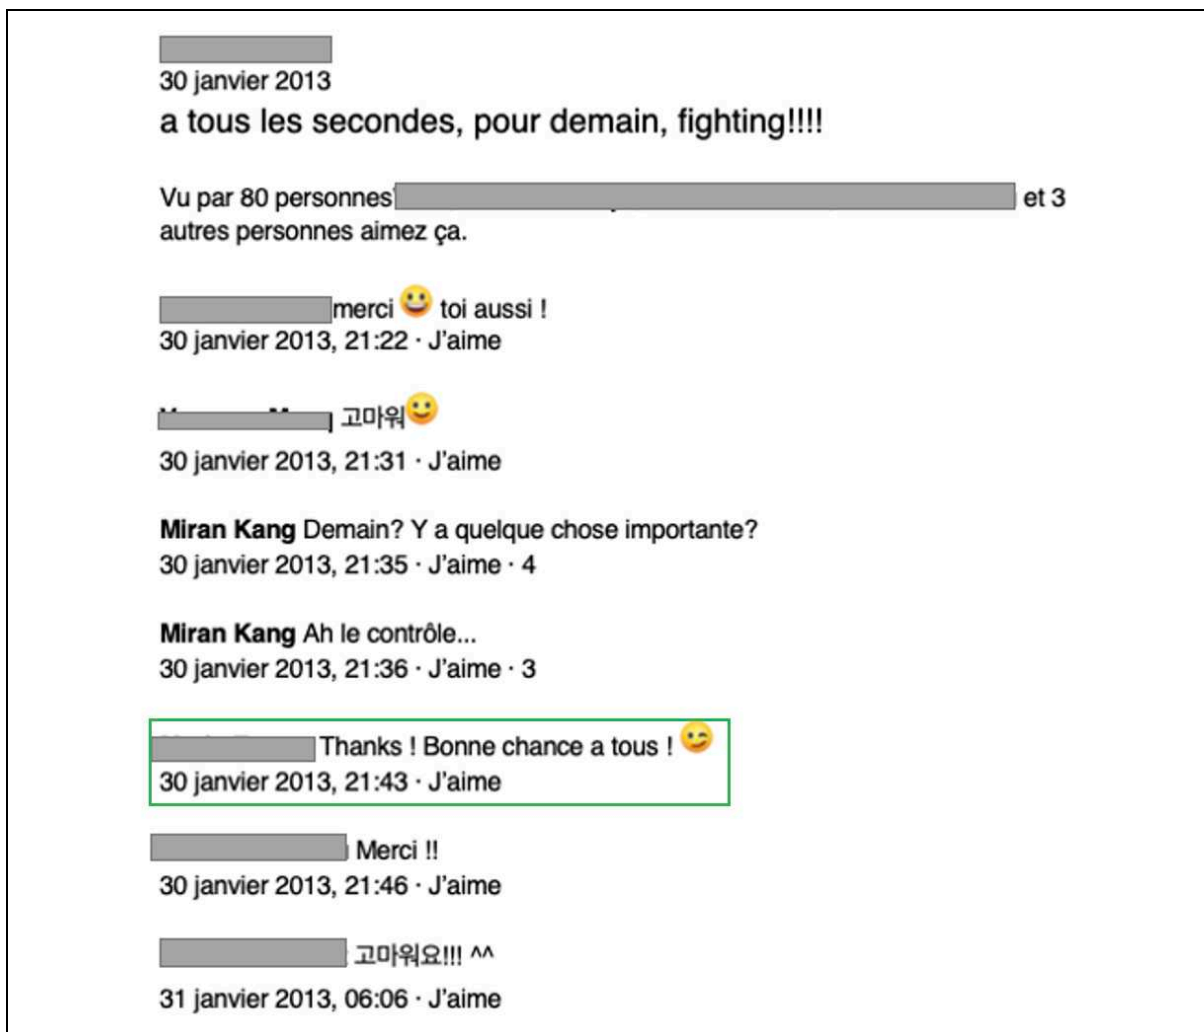 30 janvier 2013
a tous les secondes, pour demain, fighting!!!!
Vu par 80 personnes et 3
autres personnes aimez ça.
merci 😀 toi aussi !
30 janvier 2013, 21:22 · J'aime
고마워🙂
30 janvier 2013, 21:31 · J'aime
Miran Kang Demain? Y a quelque chose importante?
30 janvier 2013, 21:35 · J'aime · 4
Miran Kang Ah le contrôle...
30 janvier 2013, 21:36 · J'aime · 3
Thanks ! Bonne chance a tous ! 😉
30 janvier 2013, 21:43 · J'aime
Merci !!
30 janvier 2013, 21:46 · J'aime
고마워요!!! ^^
31 janvier 2013, 06:06 · J'aime